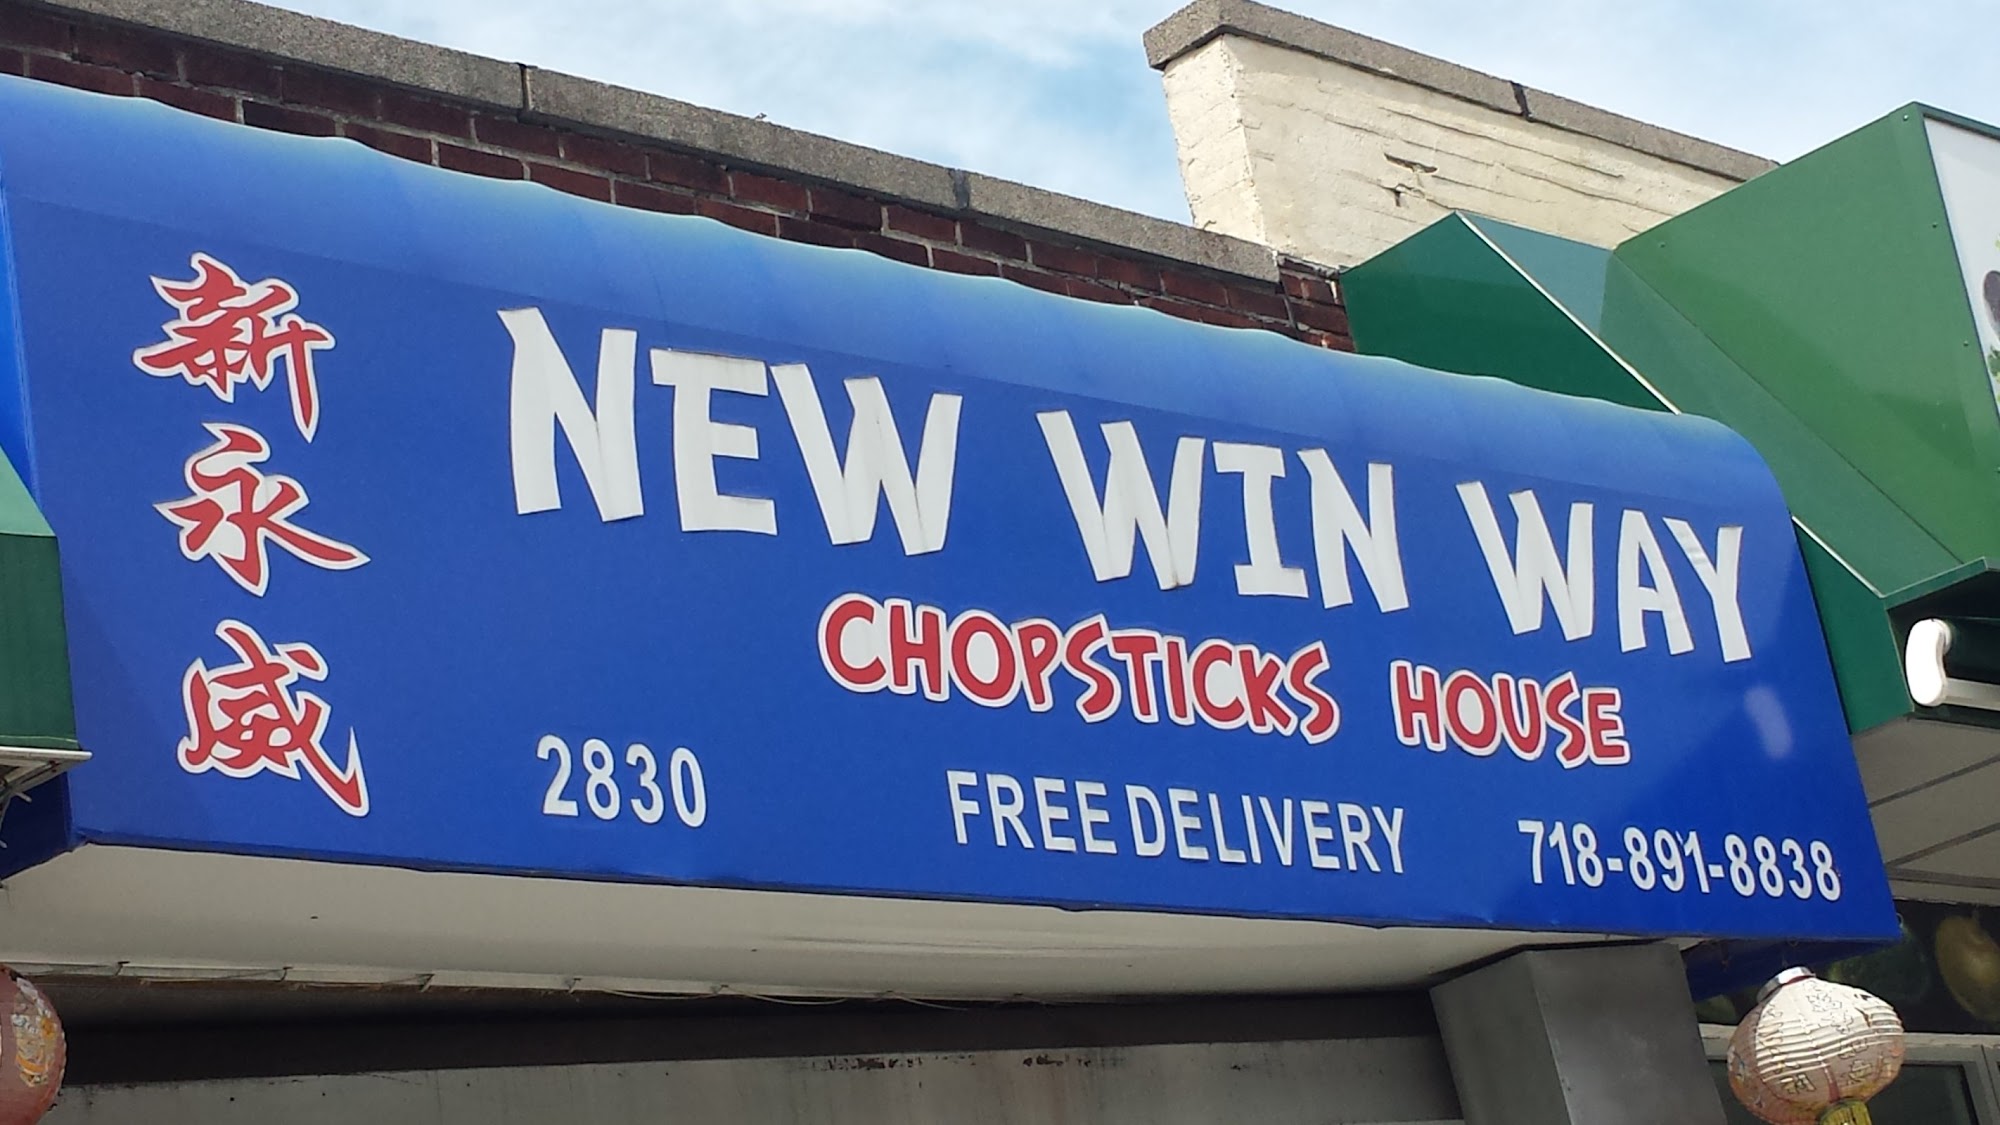 新永威
NEW WIN WAY
CHOPSTICKS HOUSE
2830
FREE DELIVERY
718-891-8838